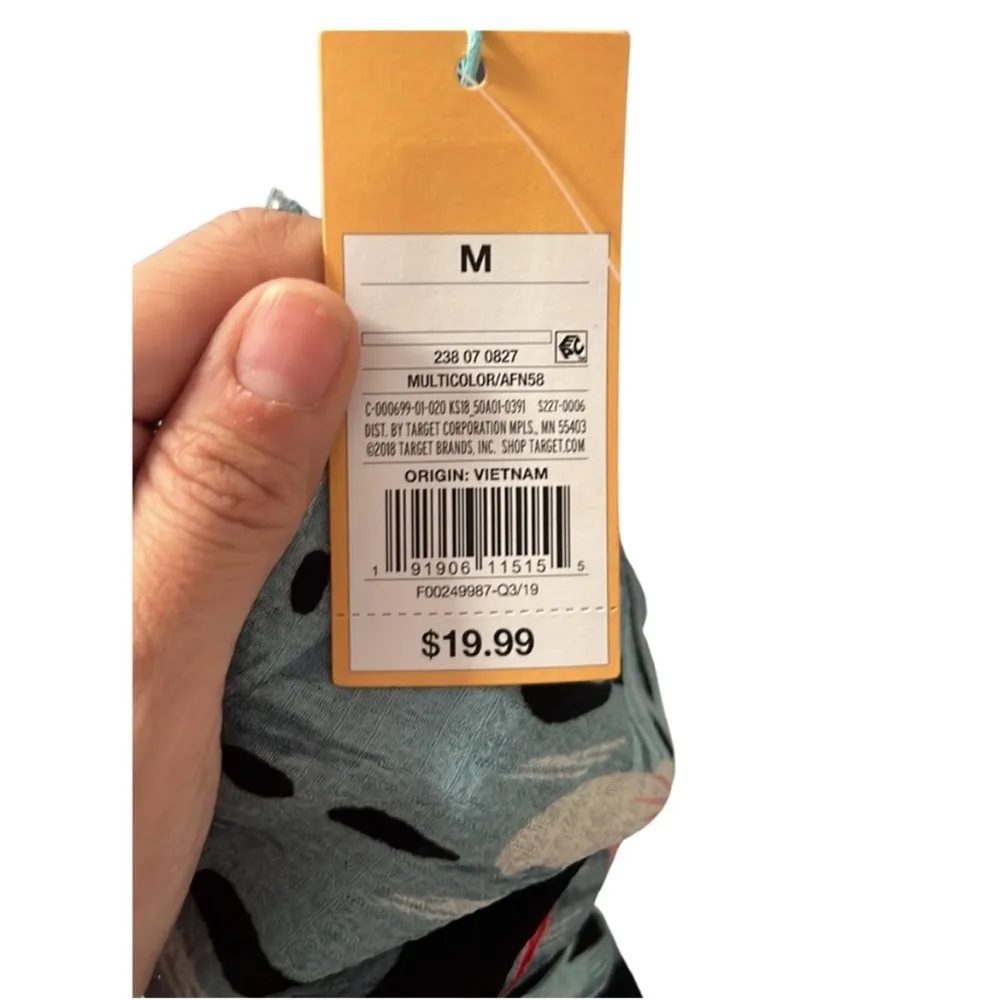 M
238 07 0827
MULTICOLOR/AFN58
C-000699-01-020 KS18_50A01-0391 S227-0006
DIST. BY TARGET CORPORATION MPLS., MN 55403
©2018 TARGET BRANDS, INC. SHOP TARGET.COM
ORIGIN: VIETNAM
1 91906 11515 5
F00249987-Q3/19
$19.99